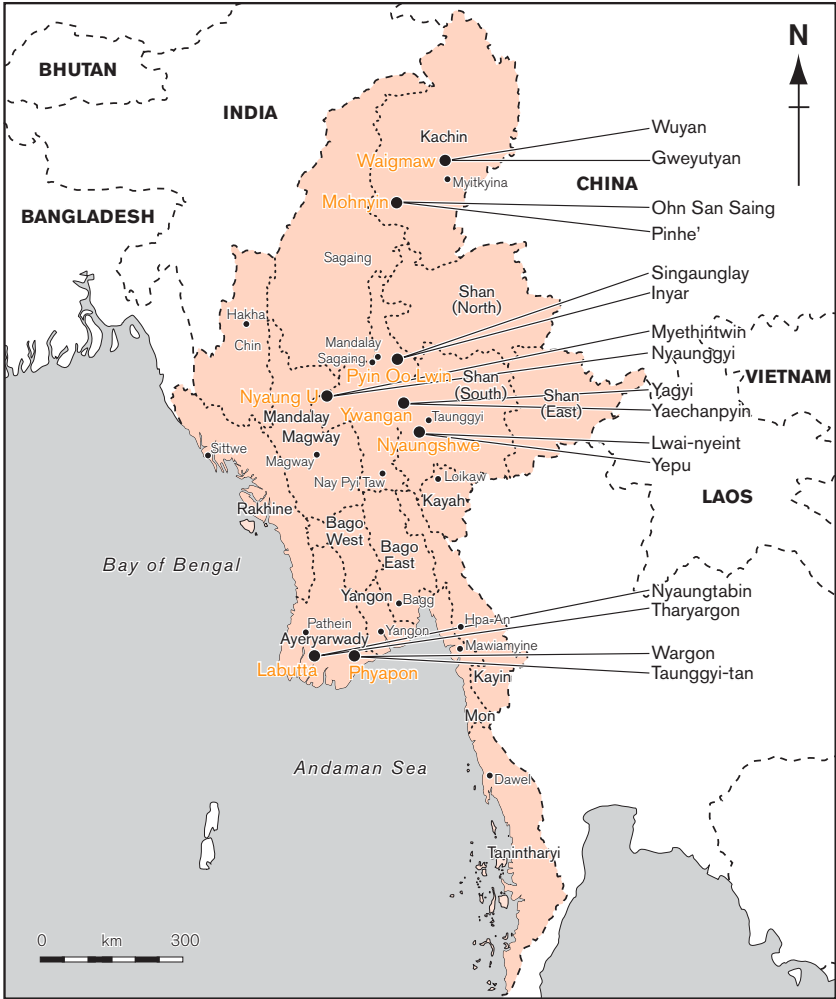 N
BHUTAN
INDIA
Kachin
Wuyan
Waigmaw
Gweyutyan
Myitkyina
CHINA
Mohnyin
Ohn San Saing
BANGLADESH
Pinhe’
Sagaing
Singaunglay
Shan
(North)
Inyar
Hakha
Myethintwin
Mandalay
Chin
Sagaing
Nyaunggyi
Pyin Oo Lwin
Shan
(South)
VIETNAM
Nyaung U
Shan
(East)
Yagyi
Ywangan
Yaechanpyin
Mandalay
Taunggyi
Magway
Nyaungshwe
Lwai-nyeint
Sittwe
Magway
Yepu
Nay Pyi Taw
Loikaw
LAOS
Kayah
Rakhine
Bago
West
Bago
East
Bay of Bengal
Nyaungtabin
Yangon
Bagg
Tharyargon
Hpa-An
Pathein
Yangon
Ayeryarwady
Mawiamyine
Wargon
Labutta
Phyapon
Taunggyi-tan
Kayin
Mon
Andaman Sea
Dawel
Tanintharyi
0 km 300